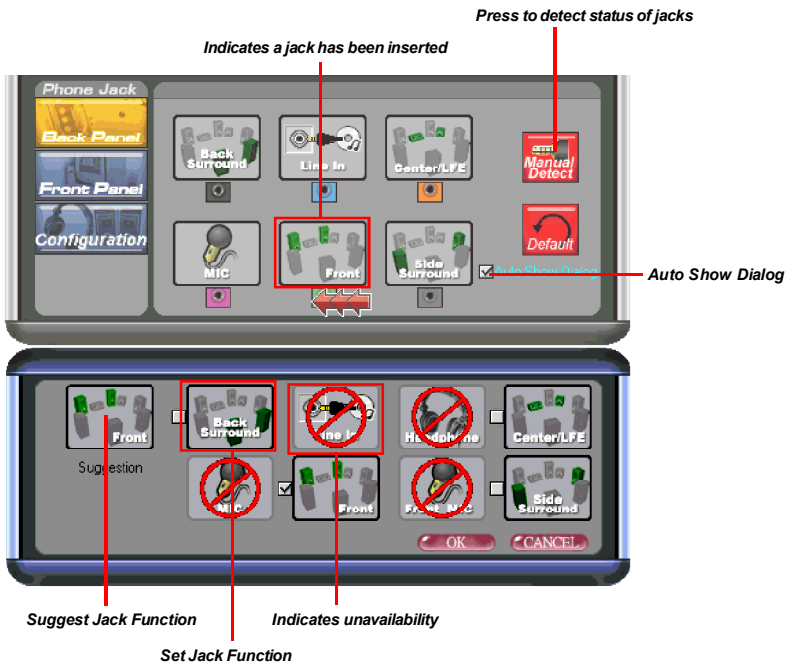 Press to detect status of jacks
Indicates a jack has been inserted
Phone Jack
Back Panel
Front Panel
Configuration
Back
Surround
Line In
Center/LFE
Manual
Detect
MIC
Front
Side
Surround
Default
Auto Show Dialog
Auto Show Dialog
Front
Suggestion
Back
Surround
Line In
Headphone
Center/LFE
MIC
Front
Front MIC
Side
Surround
OK
CANCEL
Suggest Jack Function
Indicates unavailability
Set Jack Function